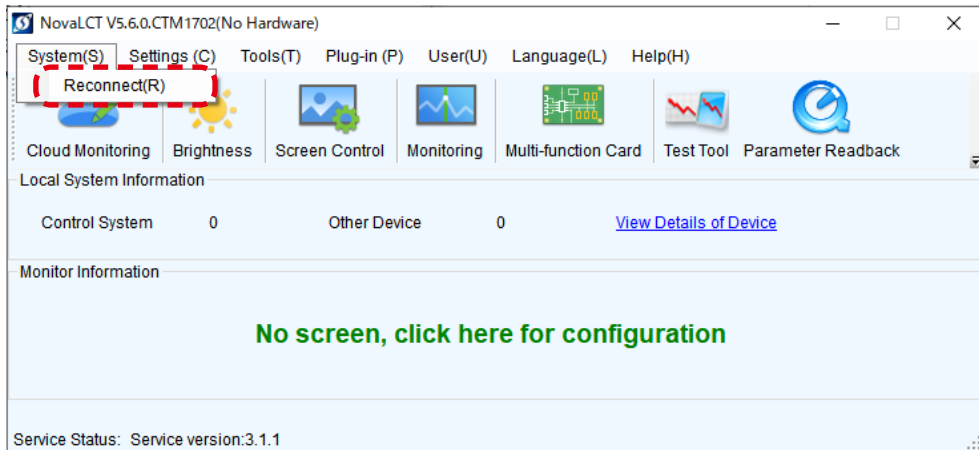 NovaLCT V5.6.0.CTM1702(No Hardware)
System(S) Settings (C) Tools(T) Plug-in (P) User(U) Language(L) Help(H)
Reconnect(R)
Cloud Monitoring Brightness Screen Control Monitoring Multi-function Card Test Tool Parameter Readback
Local System Information
Control System 0 Other Device 0 View Details of Device
Monitor Information
No screen, click here for configuration
Service Status: Service version:3.1.1